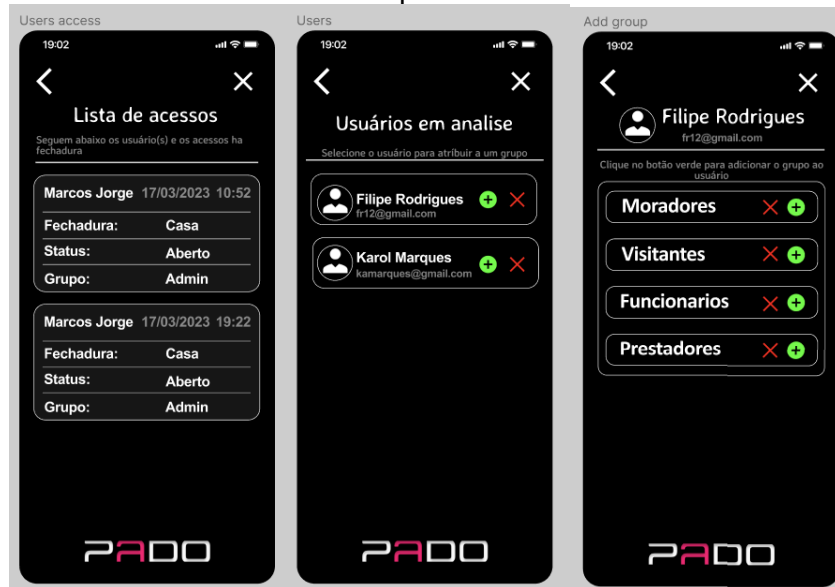 Users access
19:02
Lista de acessos
Seguem abaixo os usuário(s) e os acessos ha
fechadura
Marcos Jorge 17/03/2023 10:52
Fechadura: Casa
Status: Aberto
Grupo: Admin
Marcos Jorge 17/03/2023 19:22
Fechadura: Casa
Status: Aberto
Grupo: Admin
PADO
Users
19:02
Usuários em analise
Selecione o usuário para atribuir a um grupo
Filipe Rodrigues
fr12@gmail.com
Karol Marques
kamarques@gmail.com
PADO
Add group
19:02
Filipe Rodrigues
fr12@gmail.com
Clique no botão verde para adicionar o grupo ao
usuário
Moradores
Visitantes
Funcionarios
Prestadores
PADO